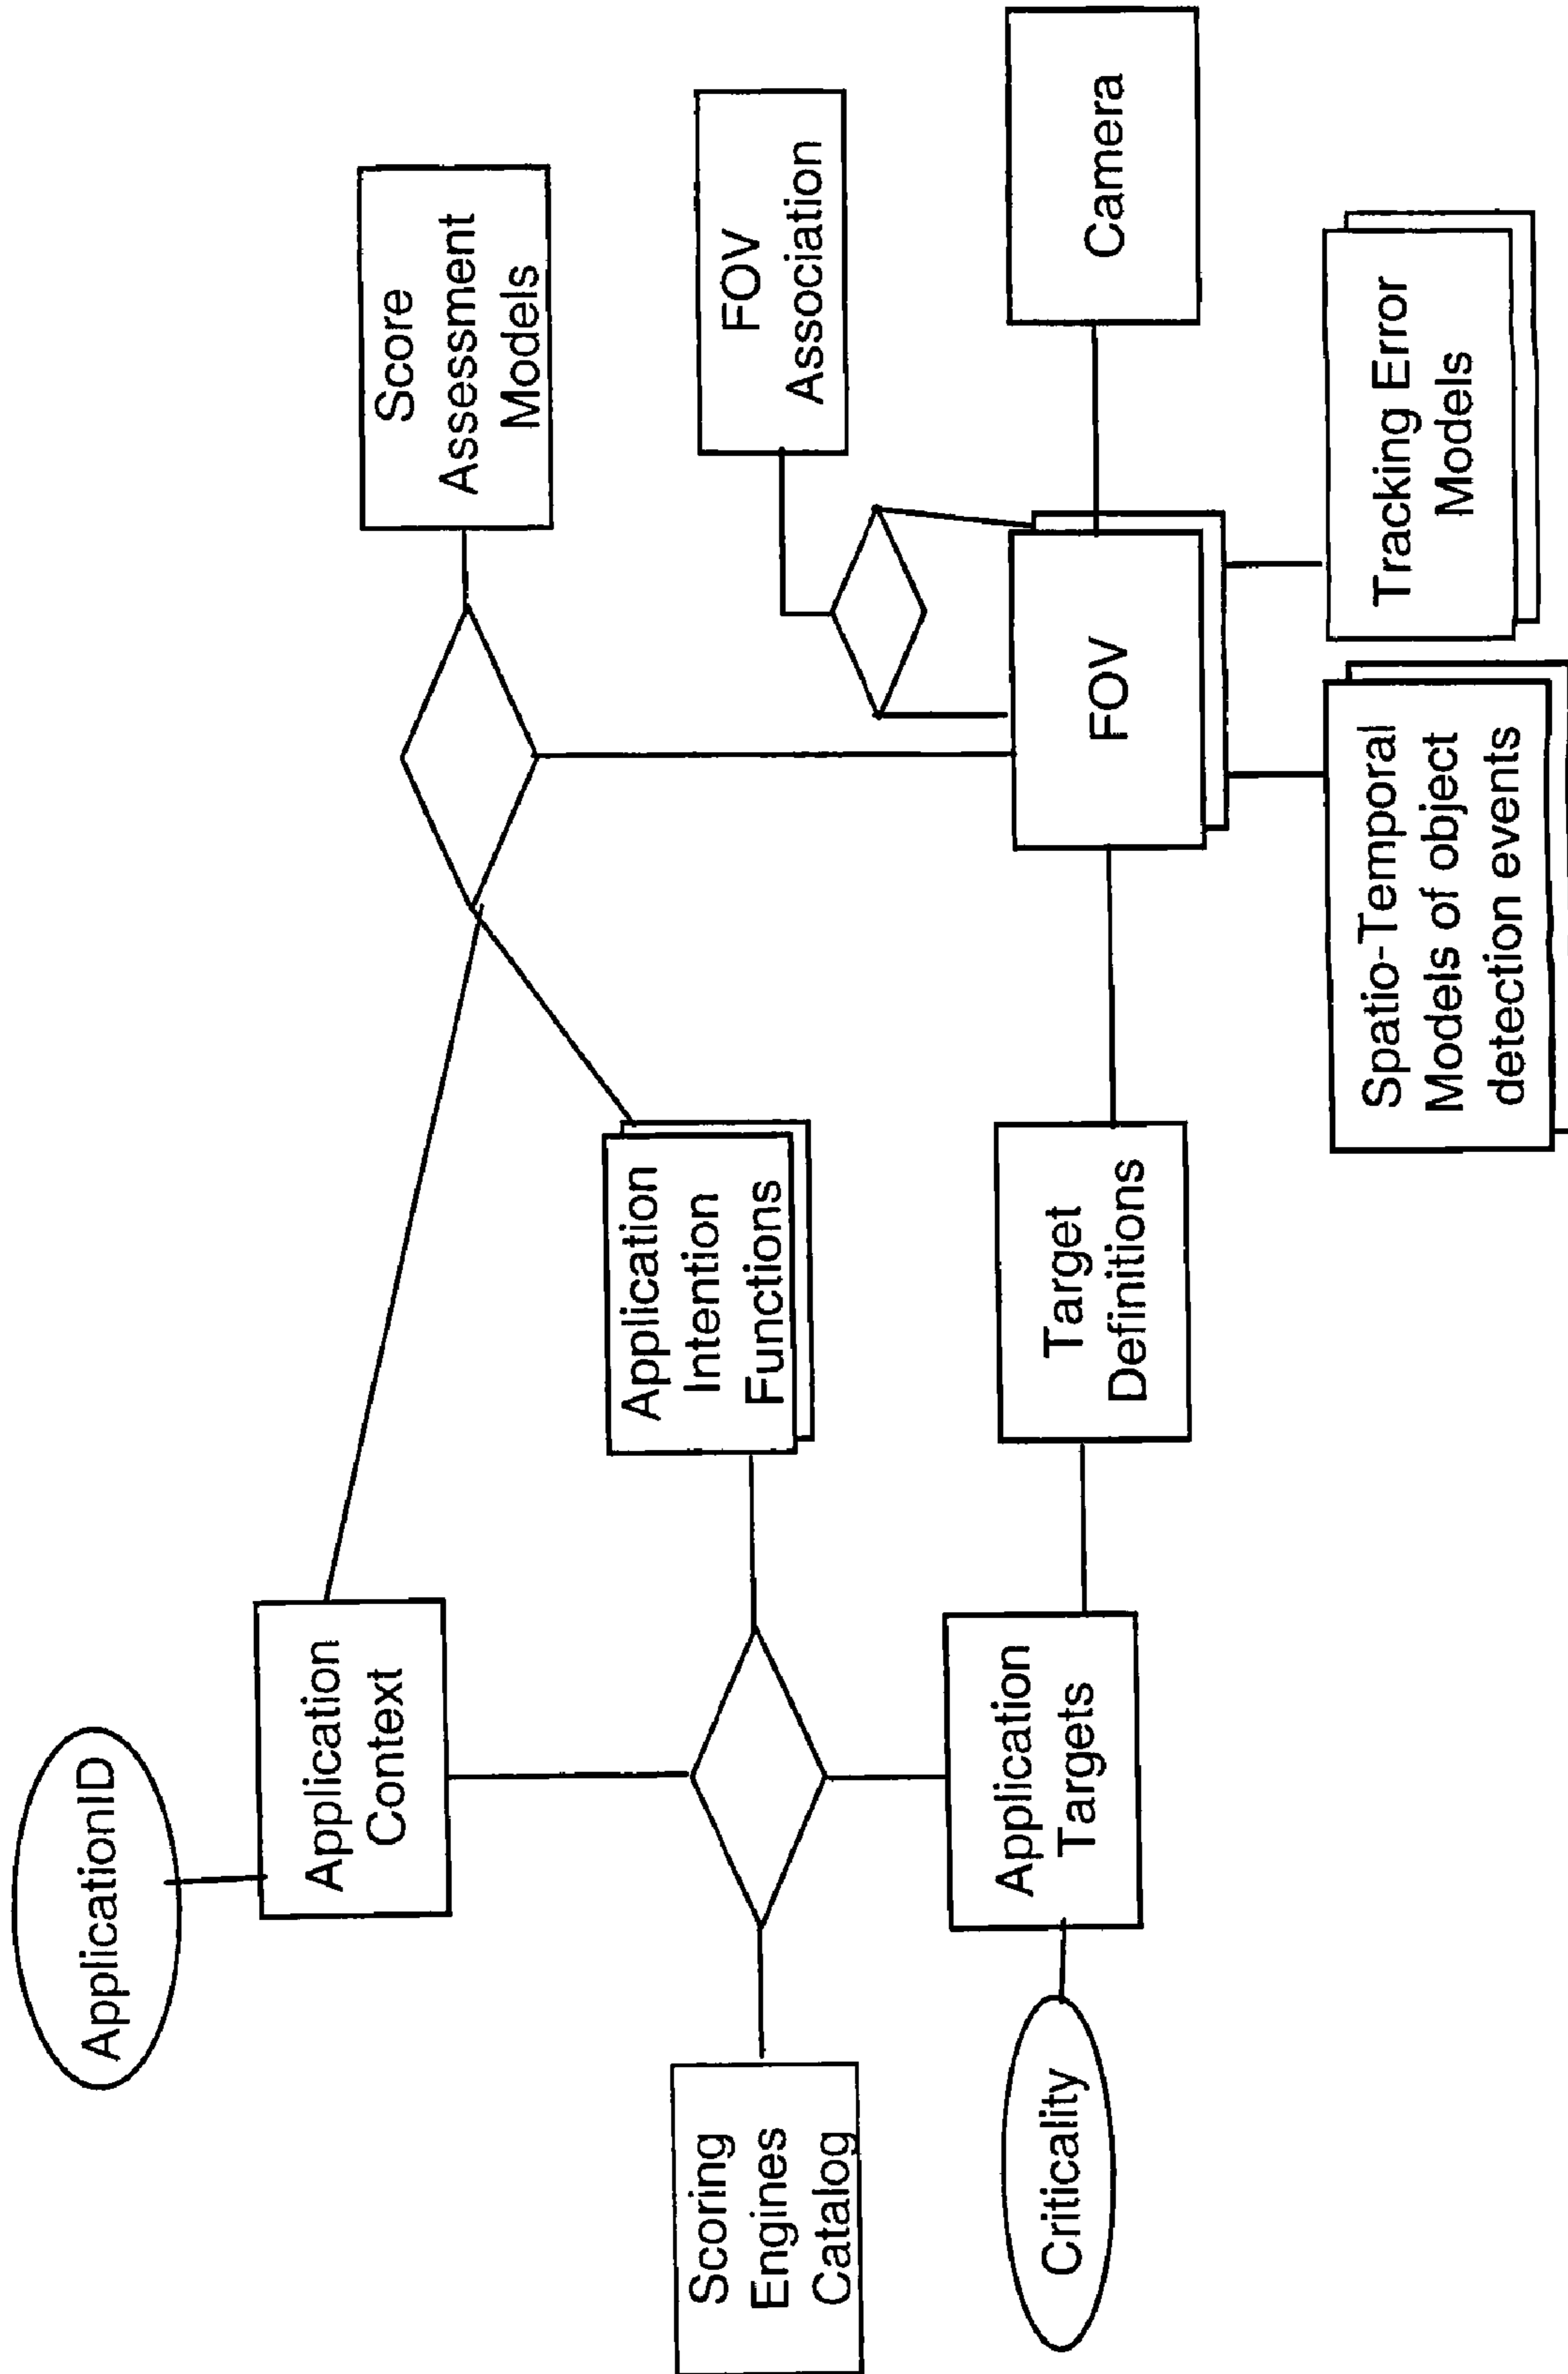 ApplicationID
Application
Context
Score
Assessment
Models
Scoring
Engines
Catalog
Application
Intention
Functions
FOV
Association
Criticality
Application
Targets
Target
Definitions
FOV
Camera
Spatio-Temporal
Models of object
detection events
Tracking Error
Models